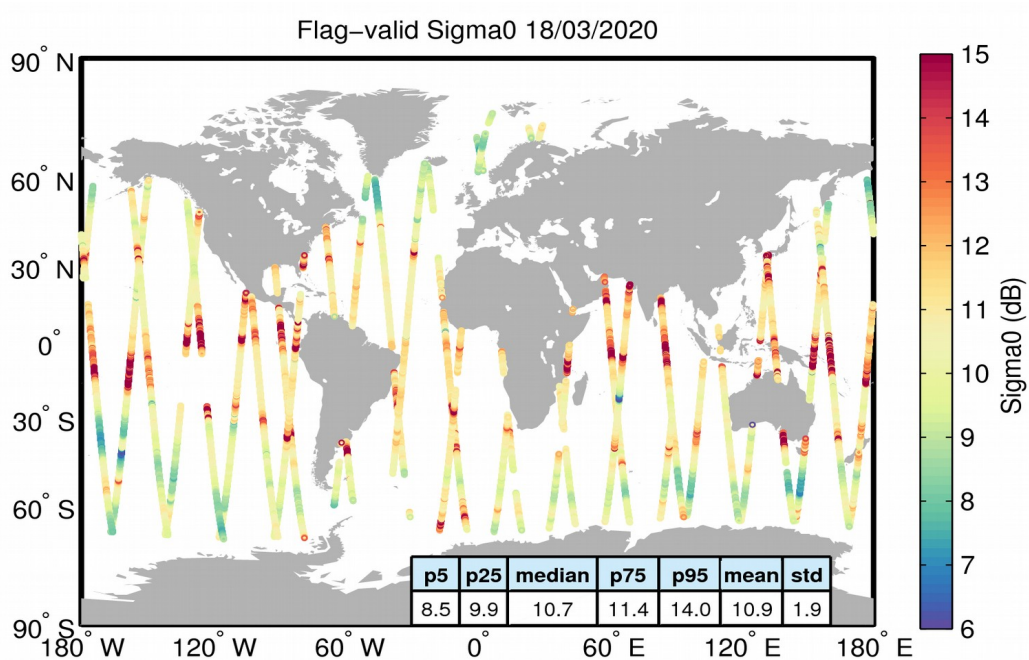 Flag−valid Sigma0 18/03/2020
90° N
60° N
30° N
0°
30° S
60° S
90° S
180° W
120° W
60° W
0°
60° E
120° E
180° E
15
14
13
12
11
10
9
8
7
6
Sigma0 (dB)
p5 p25 median p75 p95 mean std
8.5 9.9 10.7 11.4 14.0 10.9 1.9